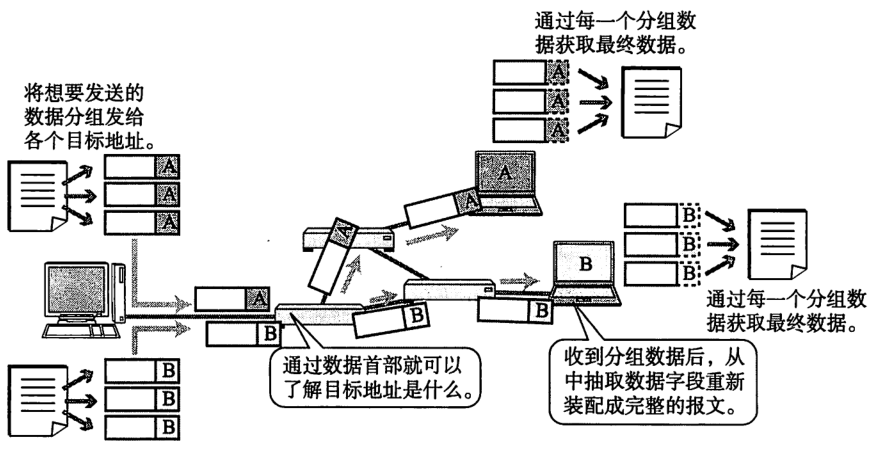 通过每一个分组数
据获取最终数据。
A
A
A
将想要发送的
数据分组发给
各个目标地址。
A
A
A
A
A
A
B
B
B
B
B
A
B
B
B
通过每一个分组数
据获取最终数据。
通过数据首部就可以
了解目标地址是什么。
收到分组数据后，从
中抽取数据字段重新
装配成完整的报文。
B
B
B